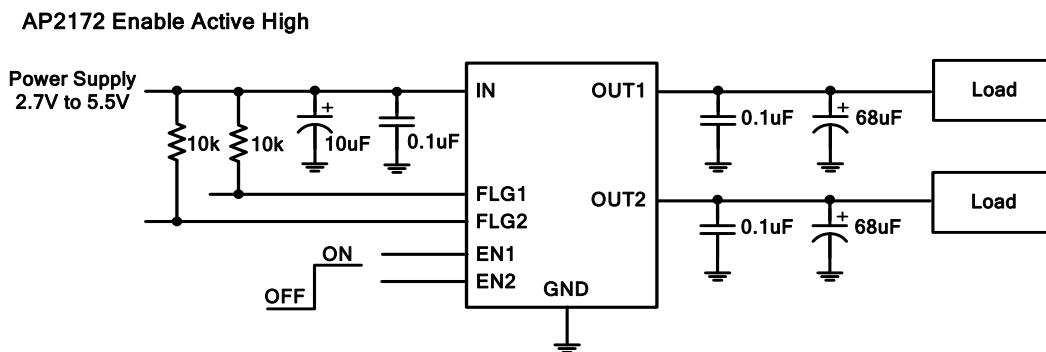 AP2172 Enable Active High
Power Supply
2.7V to 5.5V
10k
10k
+
10uF
0.1uF
IN
FLG1
FLG2
EN1
EN2
GND
OUT1
OUT2
0.1uF
+
68uF
Load
0.1uF
+
68uF
Load
ON
OFF